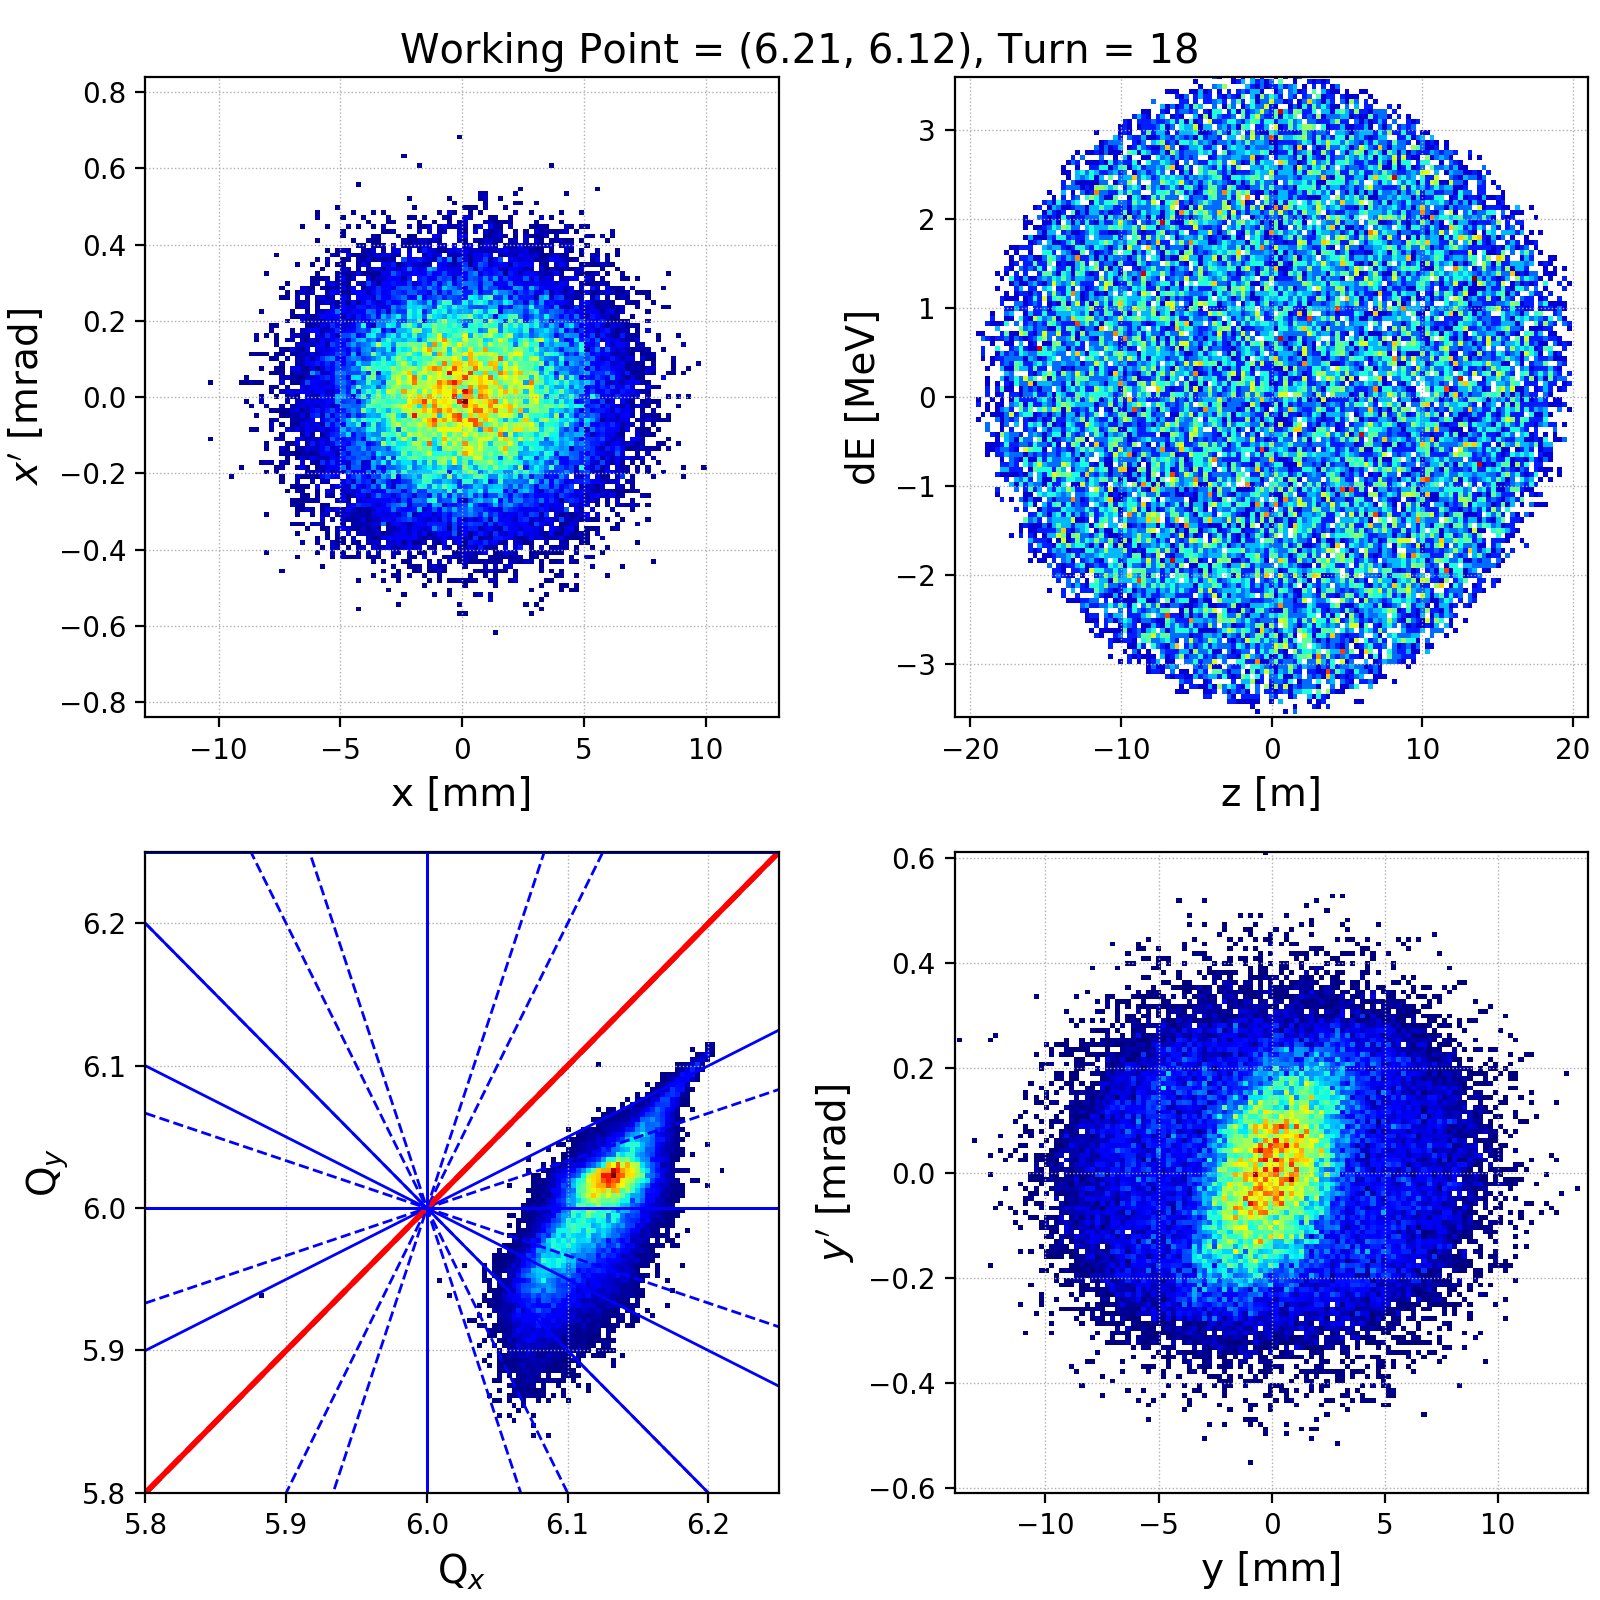 Working Point = (6.21, 6.12), Turn = 18
0.8
0.6
0.4
0.2
0.0
−0.2
−0.4
−0.6
−0.8
x′ [mrad]
−10 −5 0 5 10
x [mm]
3
2
1
0
−1
−2
−3
dE [MeV]
−20 −10 0 10 20
z [m]
6.2
6.1
6.0
5.9
5.8
Qy
5.8 5.9 6.0 6.1 6.2
Qx
0.6
0.4
0.2
0.0
−0.2
−0.4
−0.6
y′ [mrad]
−10 −5 0 5 10
y [mm]